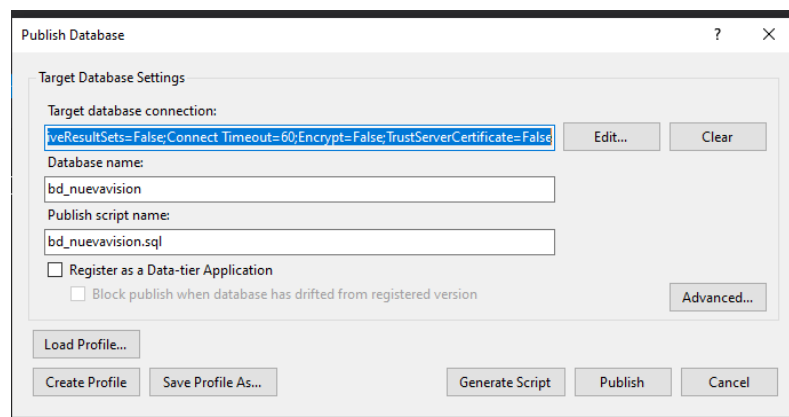 Publish Database
?
Target Database Settings
Target database connection:
iveResultSets=False;Connect Timeout=60;Encrypt=False;TrustServerCertificate=False
Edit...
Clear
Database name:
bd_nuevavision
Publish script name:
bd_nuevavision.sql
Register as a Data-tier Application
Block publish when database has drifted from registered version
Advanced...
Load Profile...
Create Profile
Save Profile As...
Generate Script
Publish
Cancel